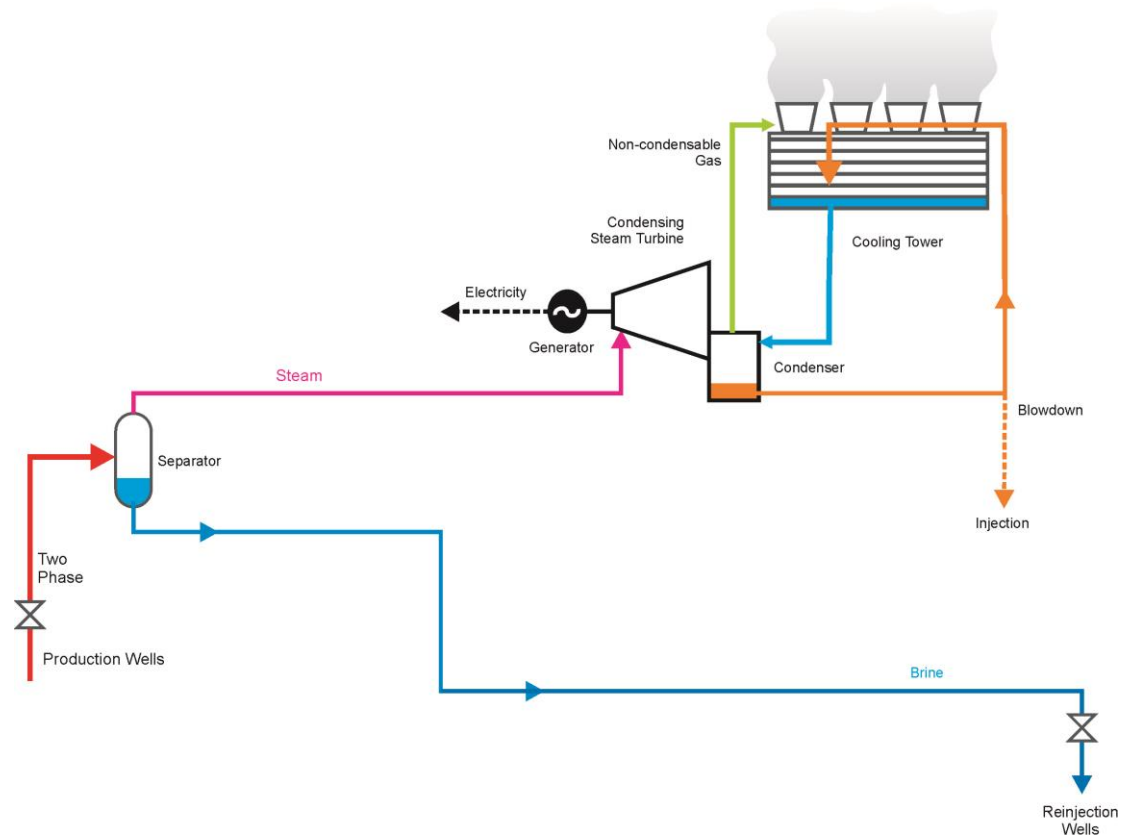 Non-condensable
Gas
Condensing
Steam Turbine
Cooling Tower
Electricity
Generator
Condenser
Steam
Blowdown
Separator
Injection
Two
Phase
Production Wells
Brine
Reinjection
Wells